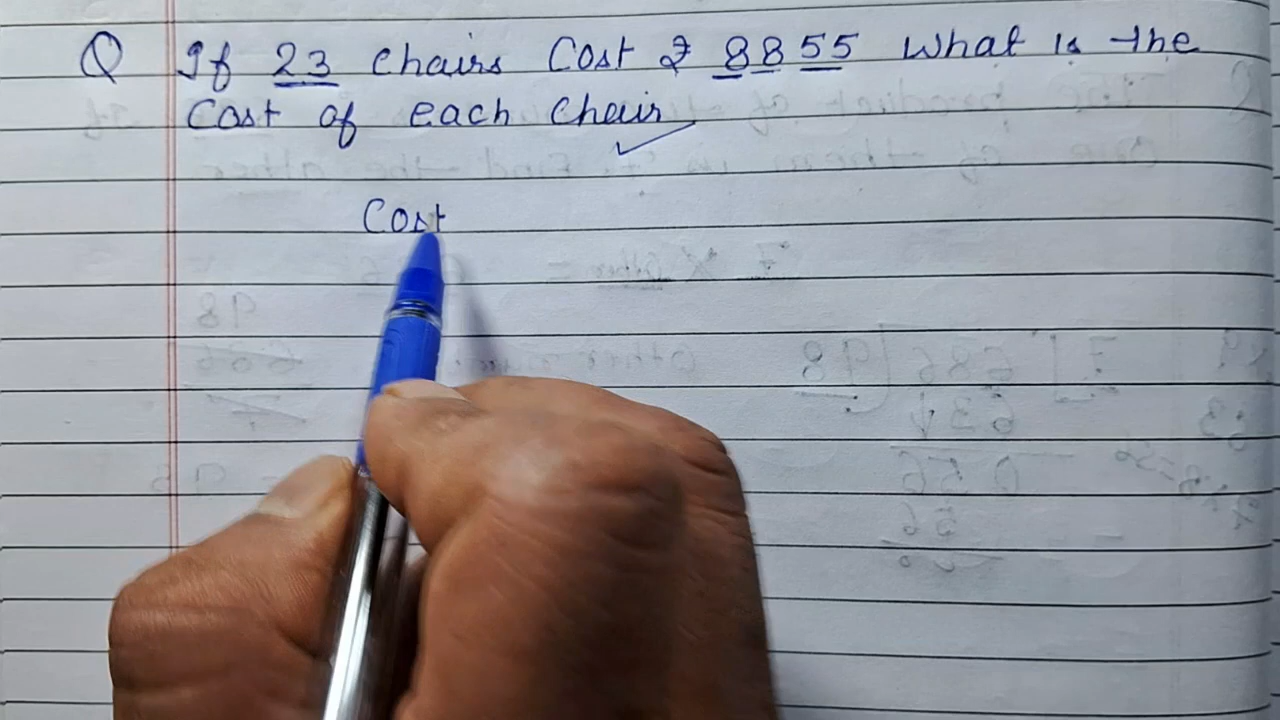 Q If 23 chairs Cost ₹ 8855 What is the
Cost of each Chair
Cost